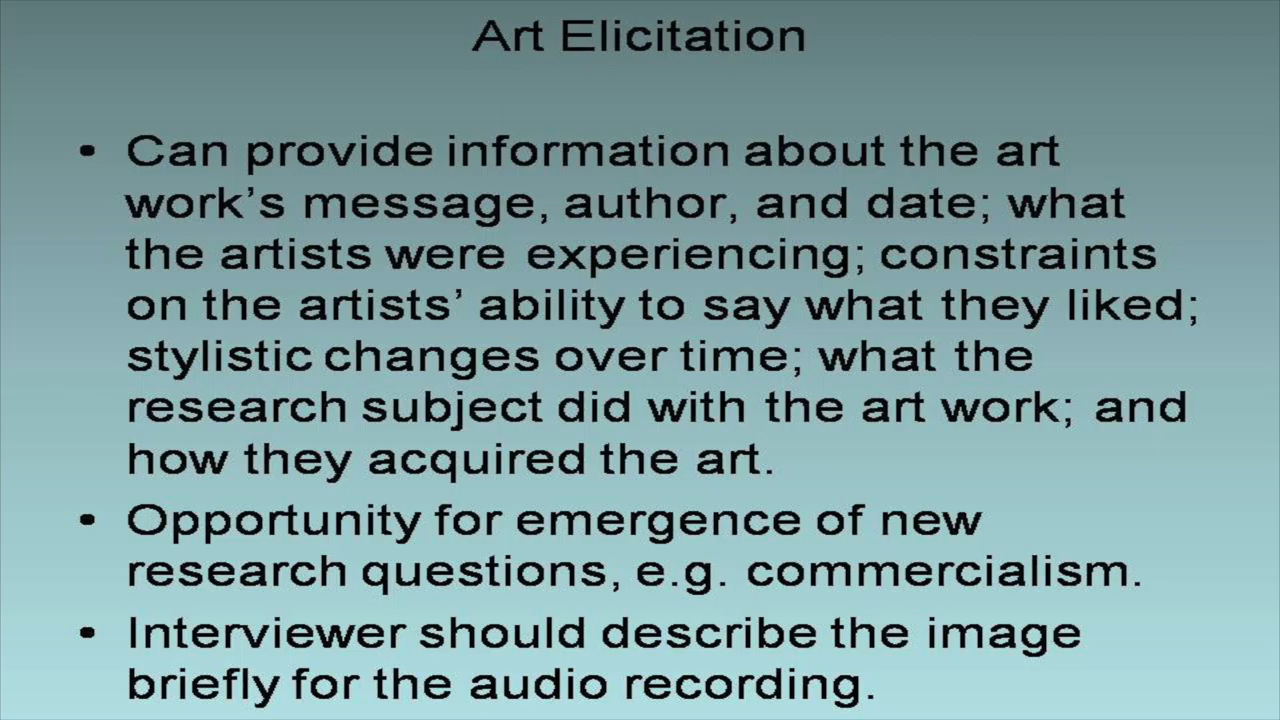 Art Elicitation
• Can provide information about the art
work’s message, author, and date; what
the artists were experiencing; constraints
on the artists’ ability to say what they liked;
stylistic changes over time; what the
research subject did with the art work; and
how they acquired the art.
• Opportunity for emergence of new
research questions, e.g. commercialism.
• Interviewer should describe the image
briefly for the audio recording.